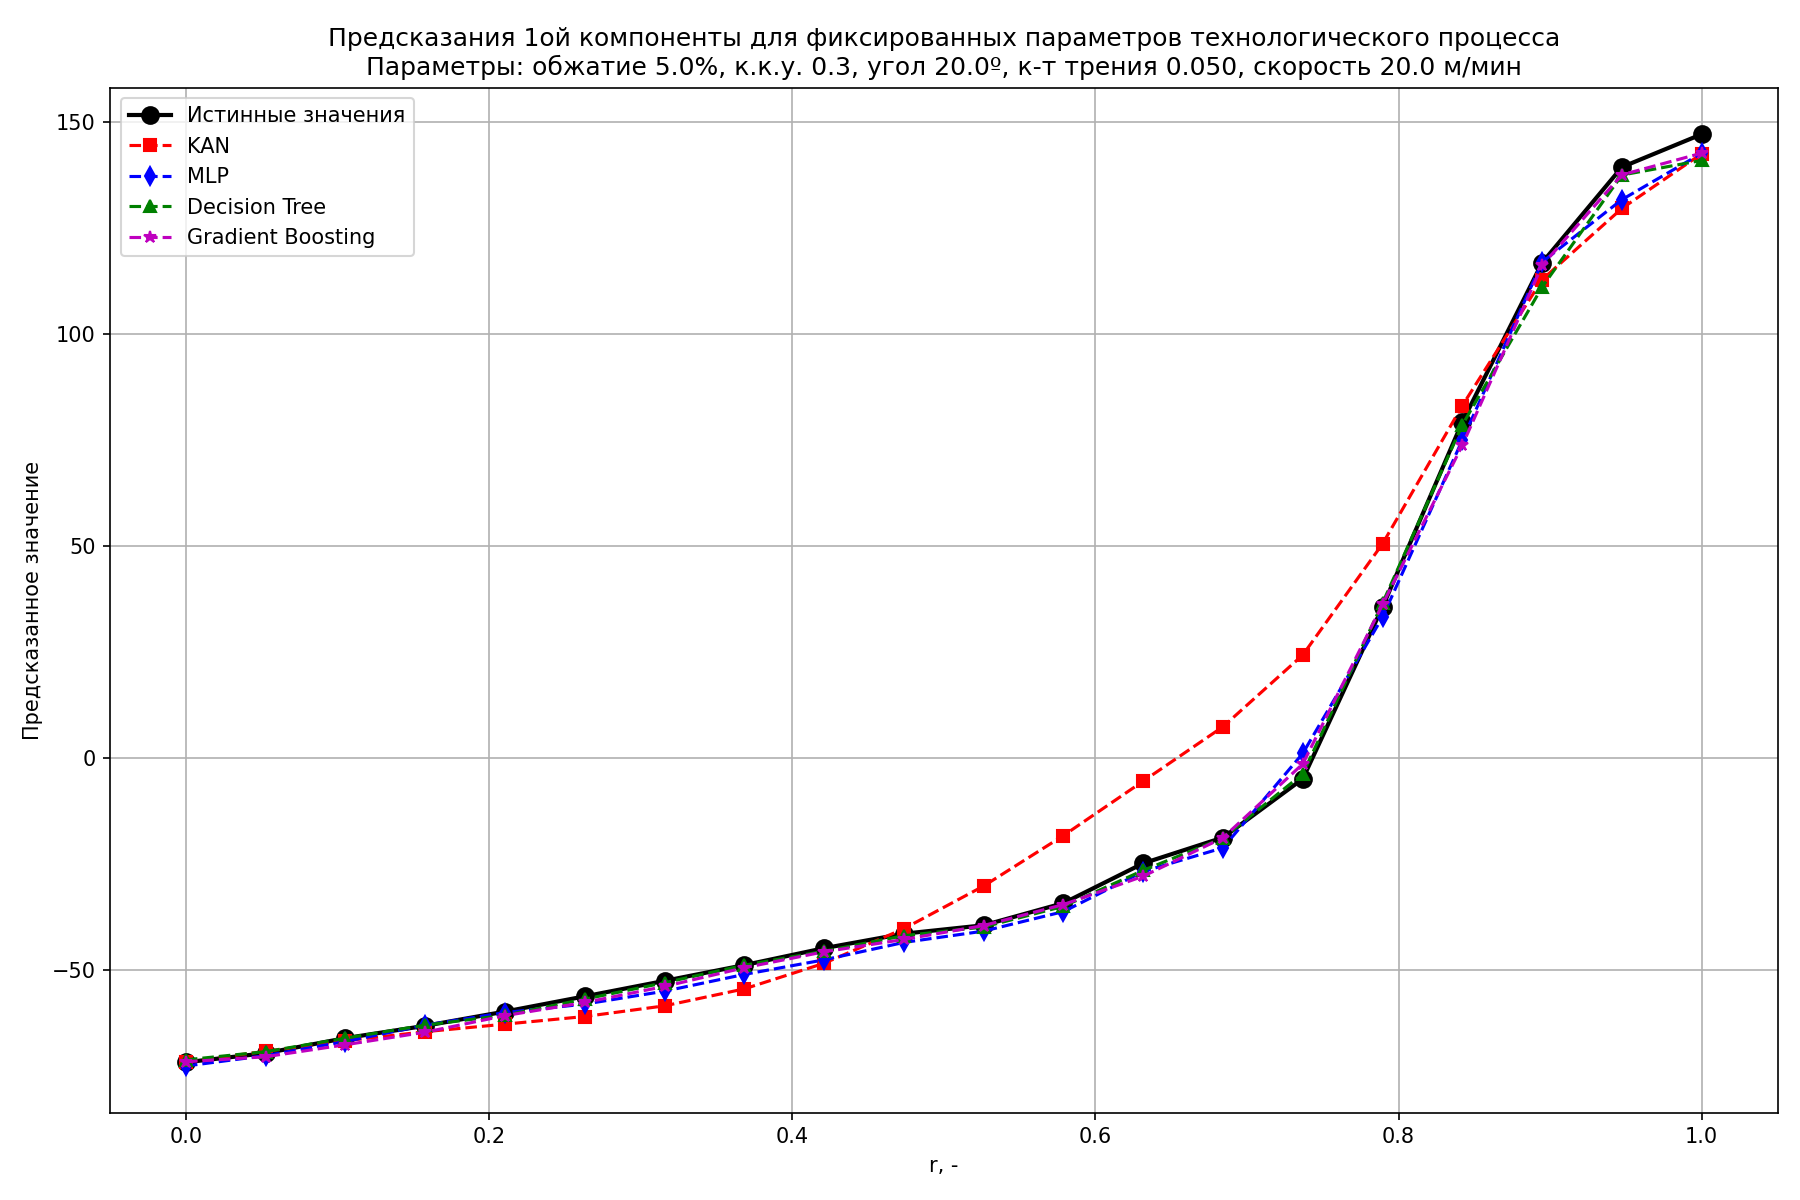 Предсказания 1ой компоненты для фиксированных параметров технологического процесса
Параметры: обжатие 5.0%, к.к.у. 0.3, угол 20.0º, к-т трения 0.050, скорость 20.0 м/мин
Истинные значения
KAN
MLP
Decision Tree
Gradient Boosting
Предсказанное значение
150
100
50
0
−50
0.0 0.2 0.4 0.6 0.8 1.0
r, -